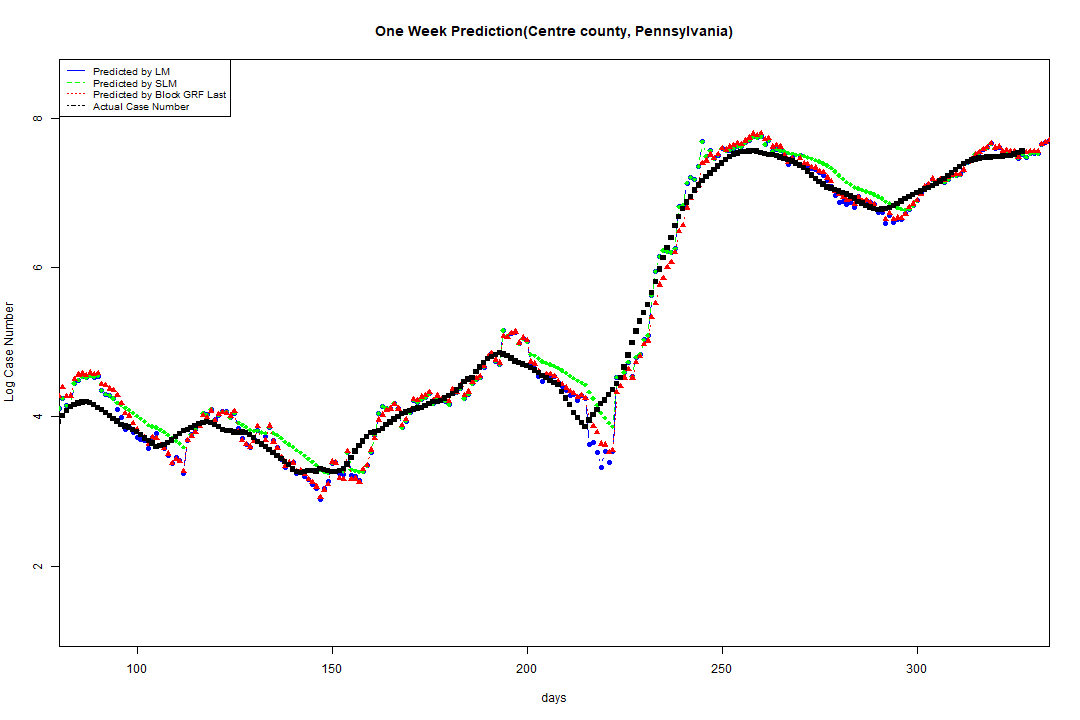 One Week Prediction(Centre county, Pennsylvania)
Predicted by LM
Predicted by SLM
Predicted by Block GRF Last
Actual Case Number
8
6
4
2
Log Case Number
100 150 200 250 300
days